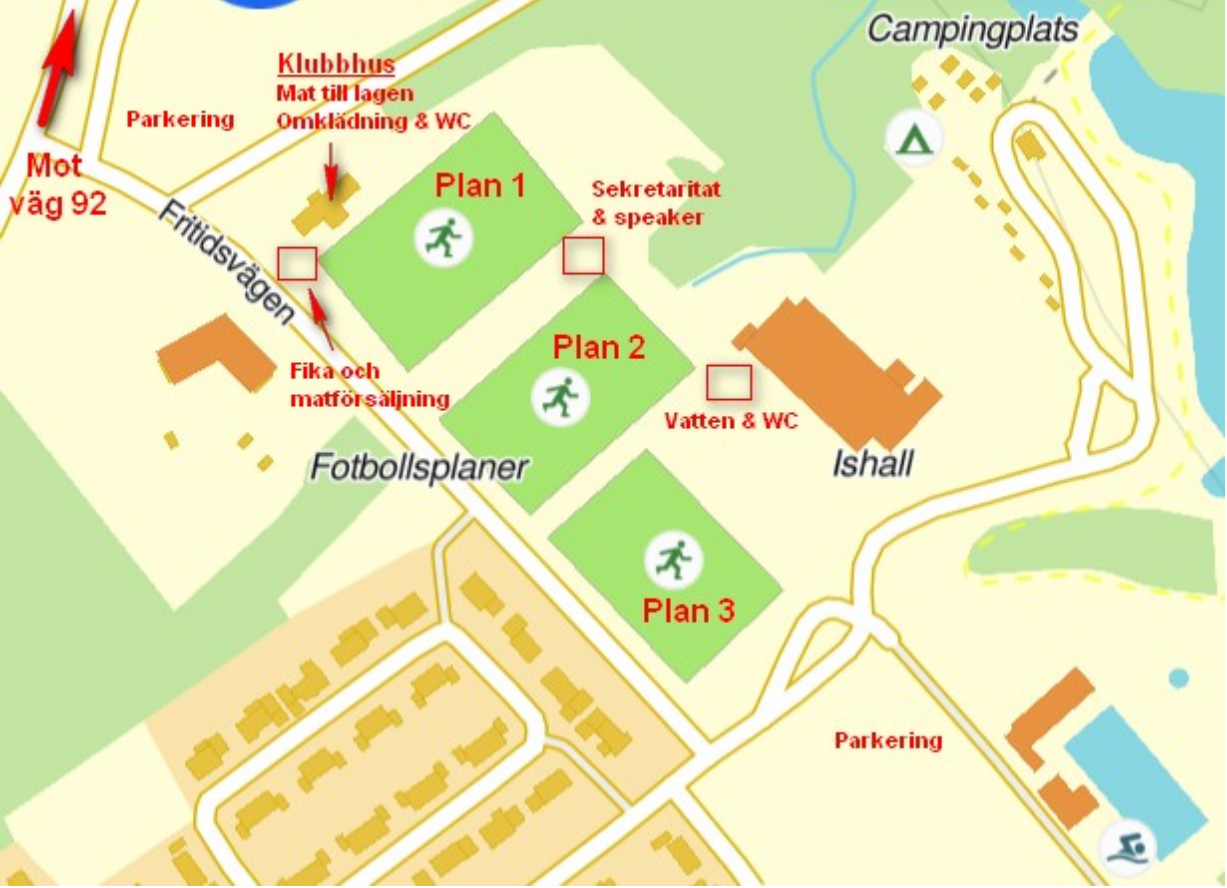 Campingplats
Klubbhus
Mat till lagen
Omklädning & WC
Parkering
Mot
väg 92
Plan 1
Sekretaritat
& speaker
Fritidsvägen
Plan 2
Fika och
matförsäljning
Vatten & WC
Fotbollsplaner
Ishall
Plan 3
Parkering